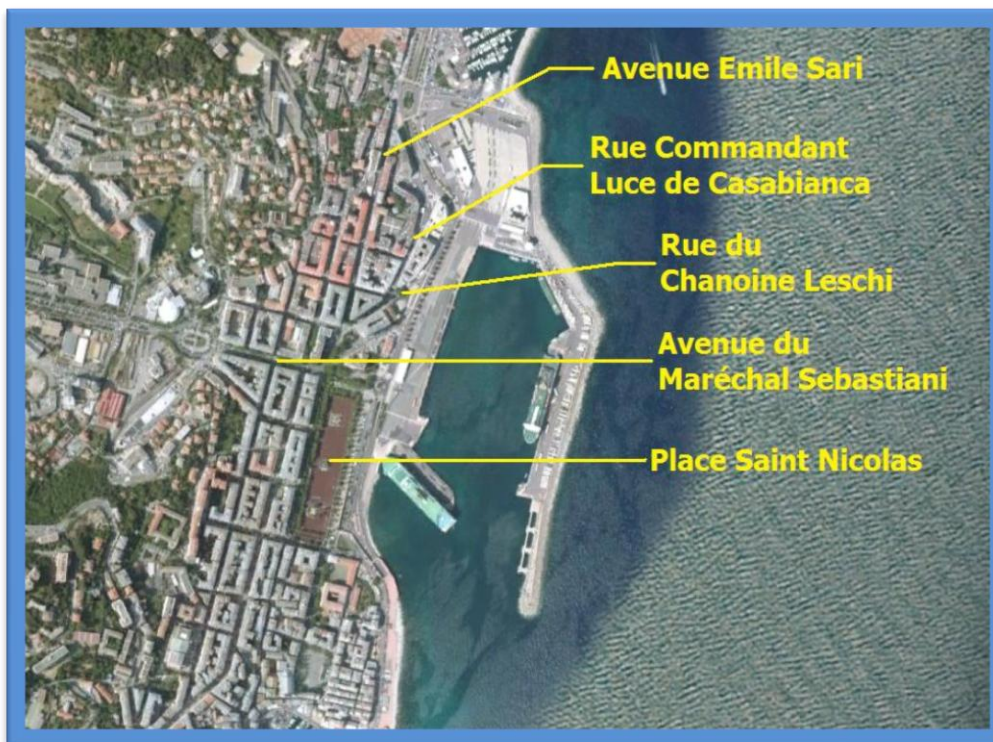 Avenue Emile Sari
Rue Commandant
Luce de Casabianca
Rue du
Chanoine Leschi
Avenue du
Maréchal Sebastiani
Place Saint Nicolas